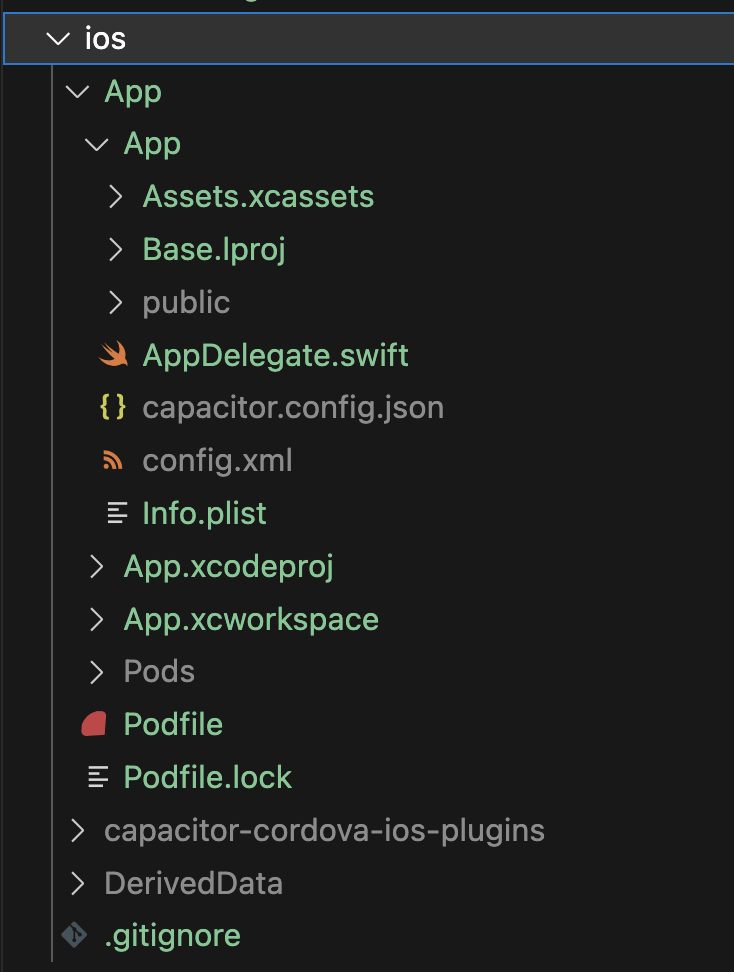 ios
App
App
Assets.xcassets
Base.lproj
public
AppDelegate.swift
{} capacitor.config.json
config.xml
Info.plist
App.xcodeproj
App.xcworkspace
Pods
Podfile
Podfile.lock
capacitor-cordova-ios-plugins
DerivedData
.gitignore